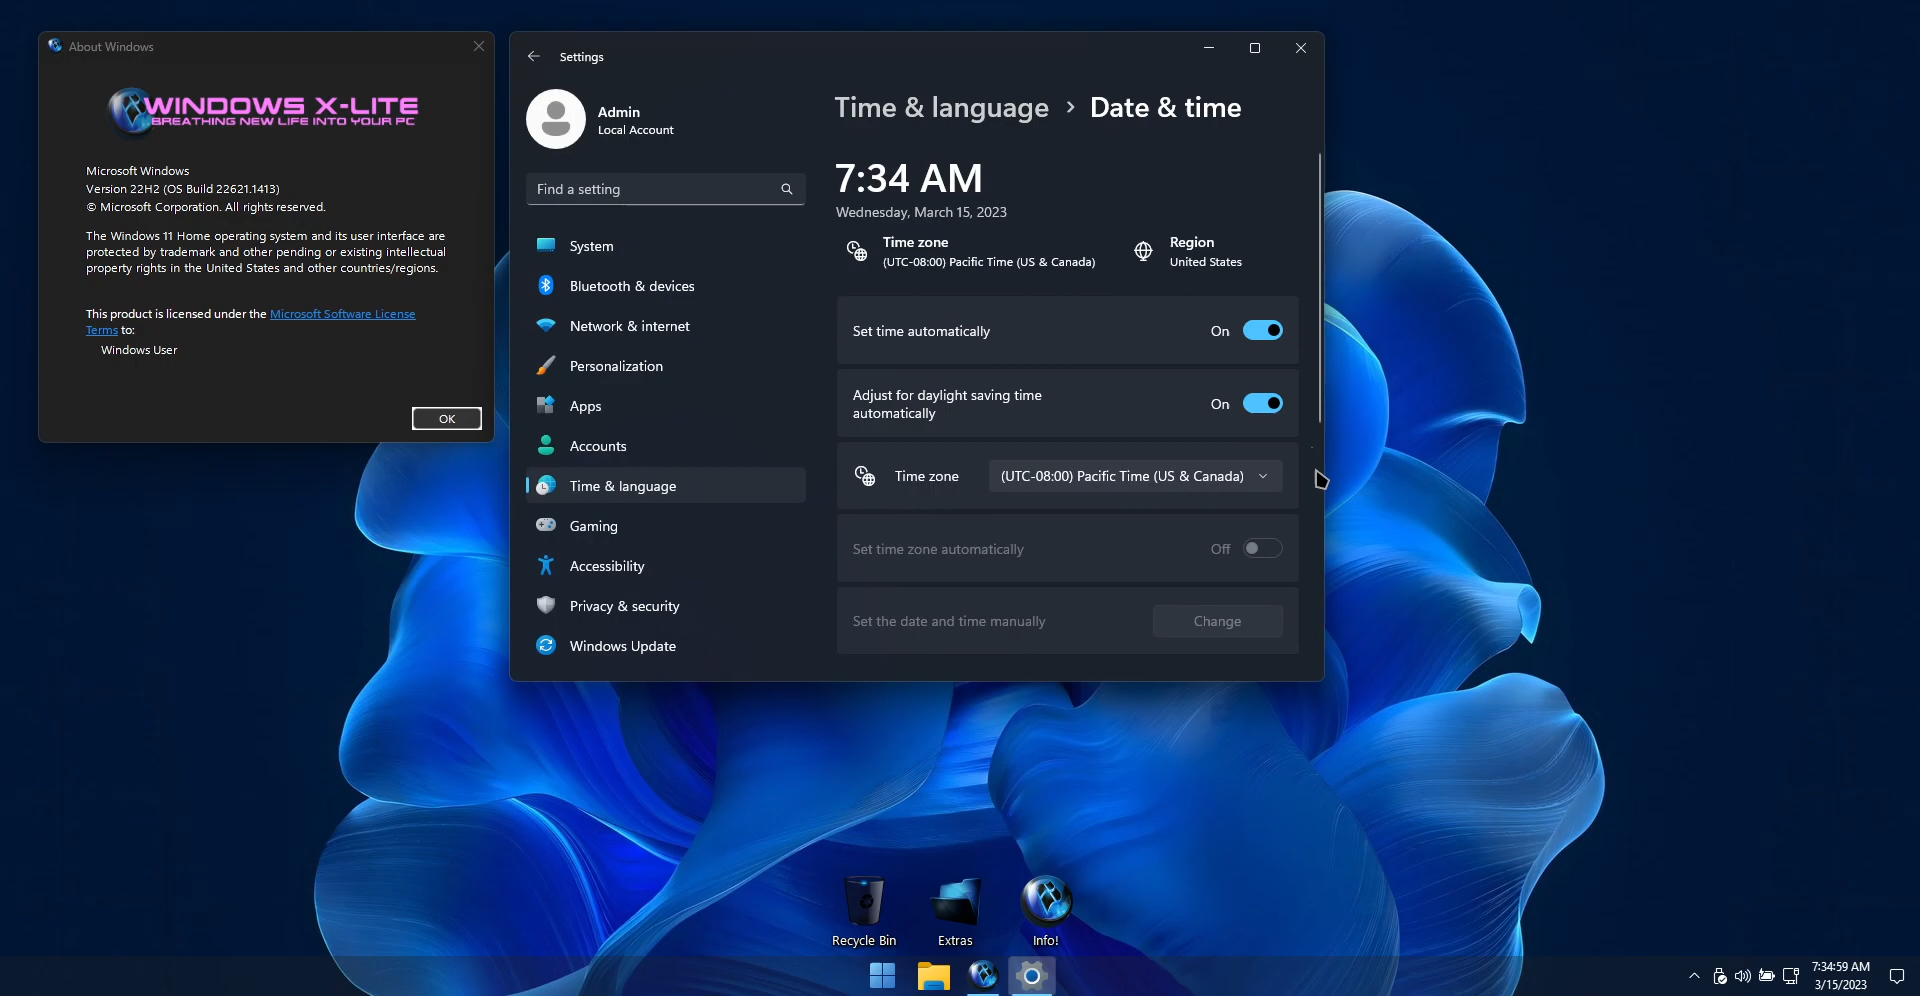 About Windows
WINDOWS X-LITE
BREATHING NEW LIFE INTO YOUR PC
Microsoft Windows
Version 22H2 (OS Build 22621.1413)
© Microsoft Corporation. All rights reserved.
The Windows 11 Home operating system and its user interface are
protected by trademark and other pending or existing intellectual
property rights in the United States and other countries/regions.
This product is licensed under the Microsoft Software License
Terms to:
Windows User
OK
Settings
Admin
Local Account
Find a setting
System
Bluetooth & devices
Network & internet
Personalization
Apps
Accounts
Time & language
Gaming
Accessibility
Privacy & security
Windows Update
Time & language > Date & time
7:34 AM
Wednesday, March 15, 2023
Time zone
(UTC-08:00) Pacific Time (US & Canada)
Region
United States
Set time automatically On
Adjust for daylight saving time
automatically
On
Time zone (UTC-08:00) Pacific Time (US & Canada)
Set time zone automatically Off
Set the date and time manually Change
Recycle Bin
Extras
Info!
7:34:59 AM
3/15/2023